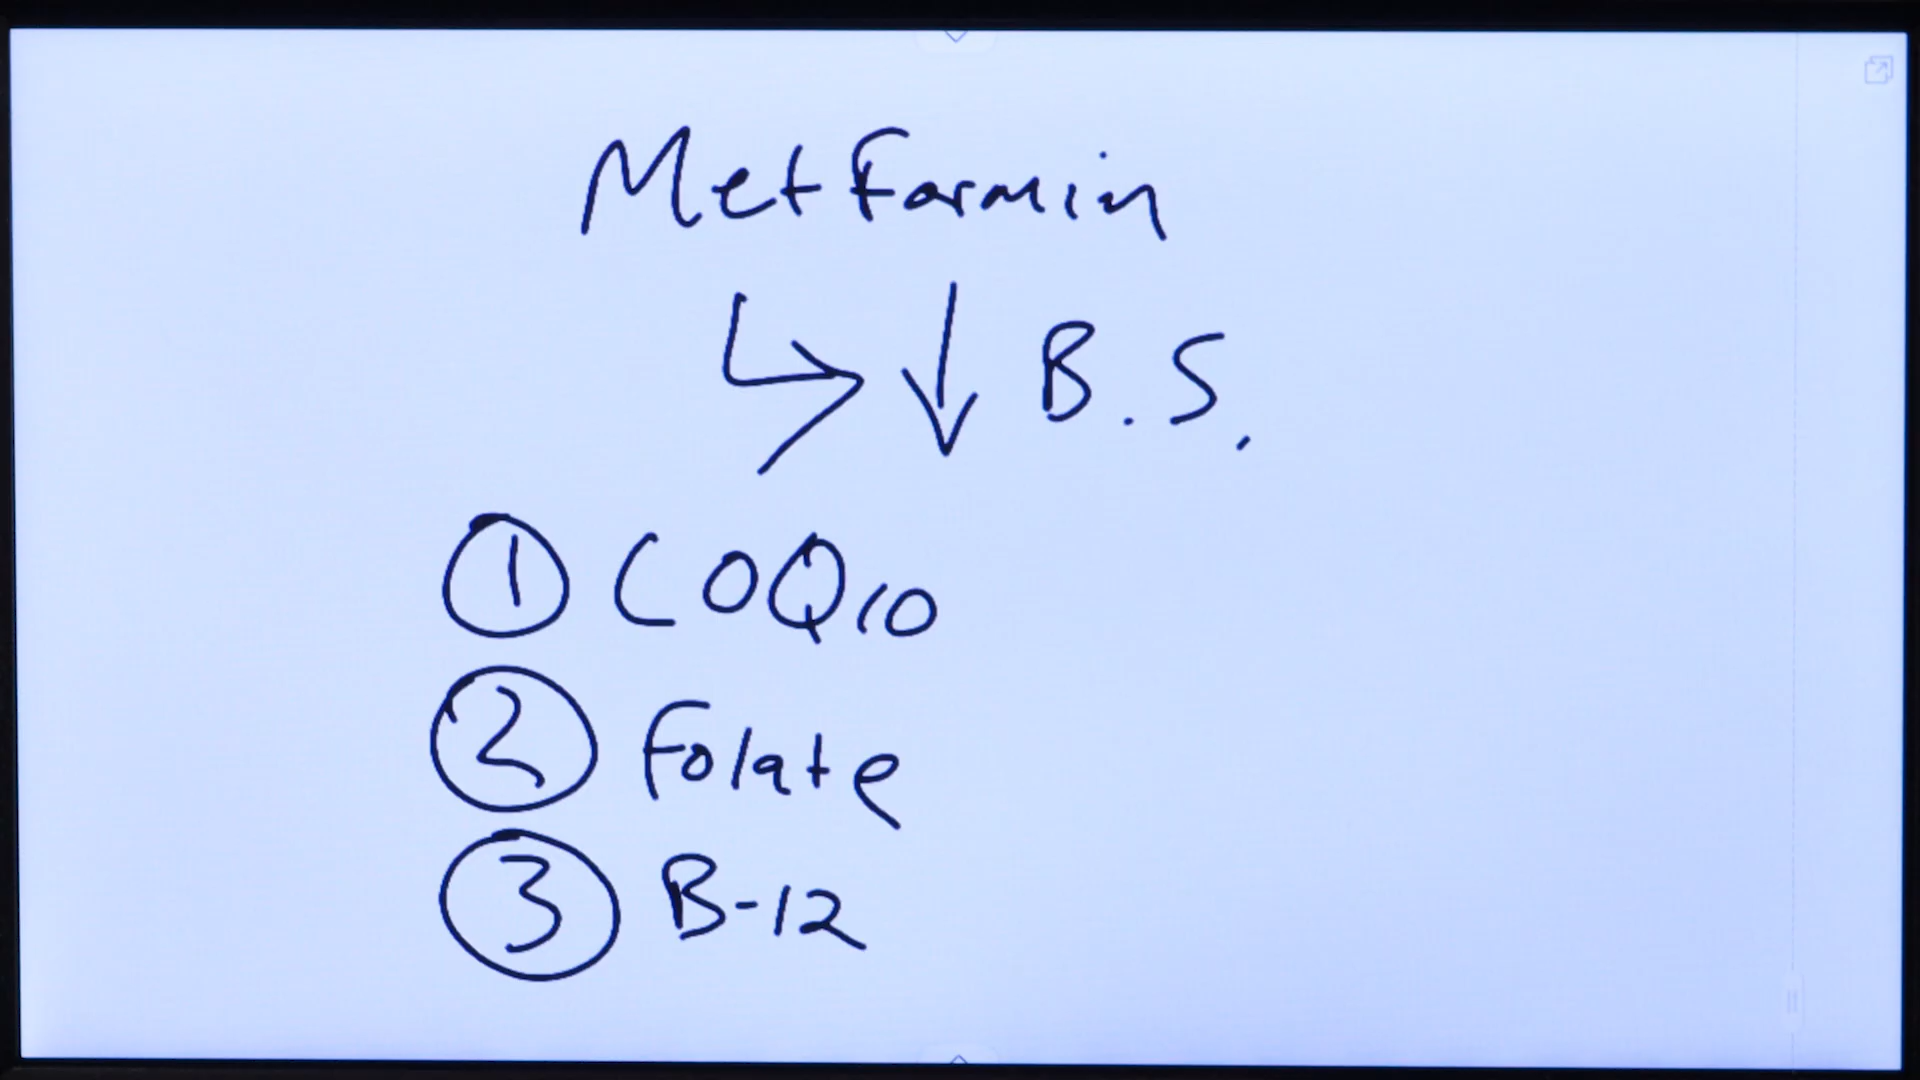 Metformin
↳ ↓ B.S.
① COQ10
② Folate
③ B-12